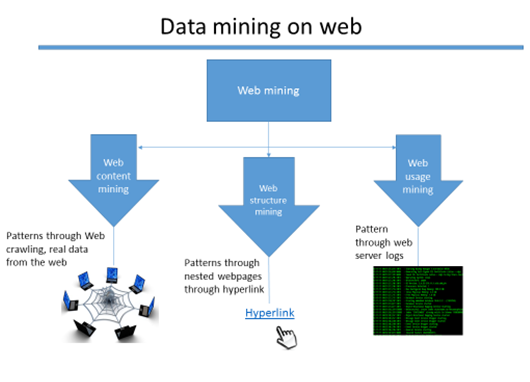 Data mining on web
Web mining
Web
content
mining
Web
structure
mining
Web
usage
mining
Patterns through Web
crawling, real data
from the web
Patterns through
nested webpages
through hyperlink
Pattern
through web
server logs
Hyperlink